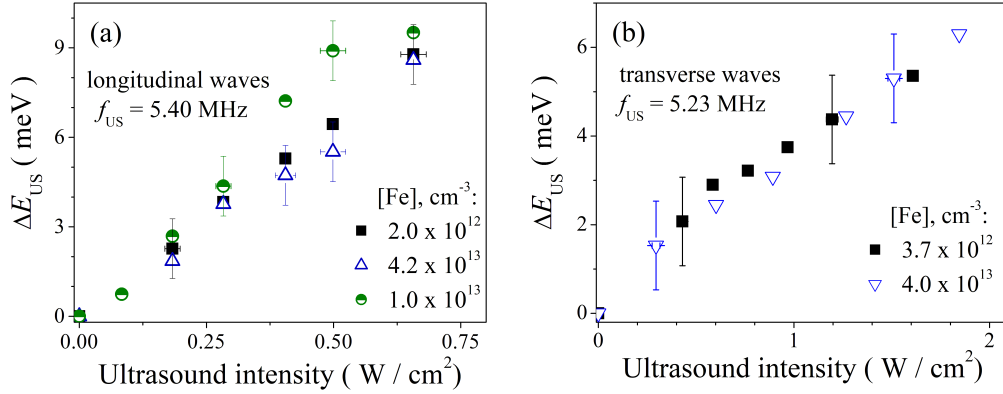 (a)
longitudinal waves
f_US = 5.40 MHz
[Fe], cm^-3:
2.0 x 10^12
4.2 x 10^13
1.0 x 10^13
ΔE_US ( meV )
9
6
3
0
0.00 0.25 0.50 0.75
Ultrasound intensity ( W / cm^2)
(b)
transverse waves
f_US = 5.23 MHz
[Fe], cm^-3:
3.7 x 10^12
4.0 x 10^13
ΔE_US ( meV )
6
4
2
0
0 1 2
Ultrasound intensity ( W / cm^2)